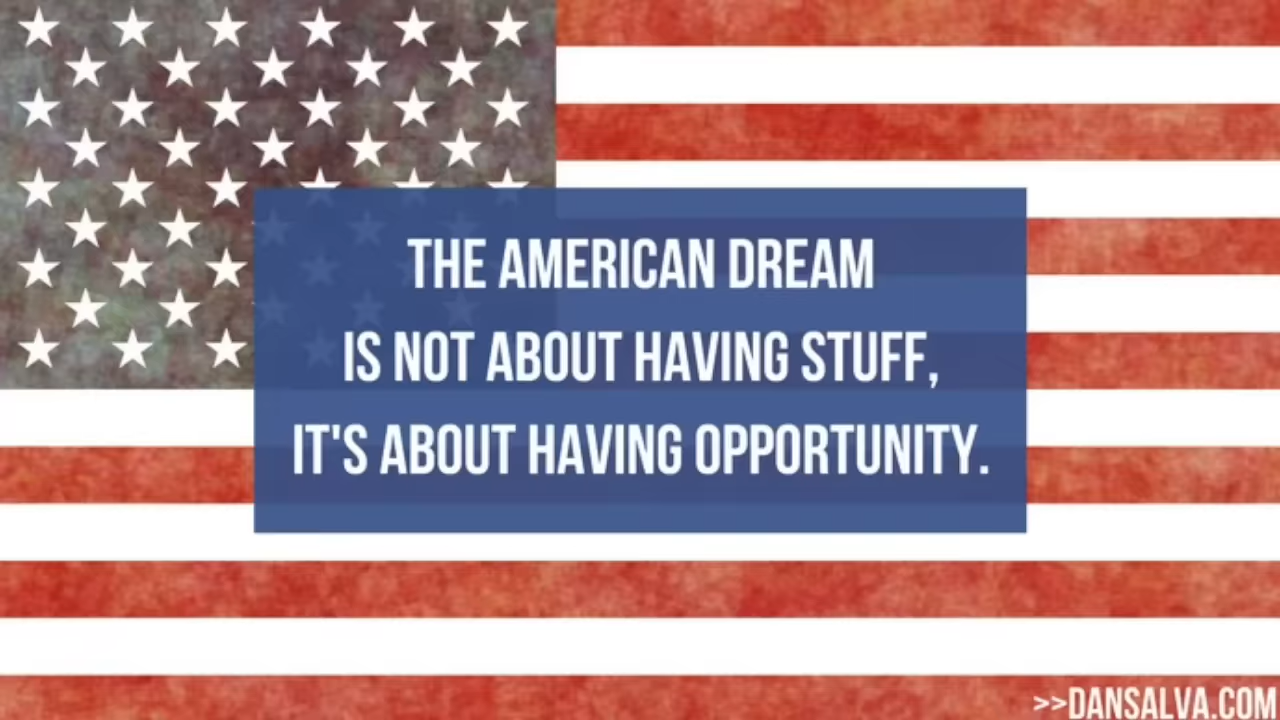 THE AMERICAN DREAM
IS NOT ABOUT HAVING STUFF,
IT'S ABOUT HAVING OPPORTUNITY.
>>DANSALVA.COM